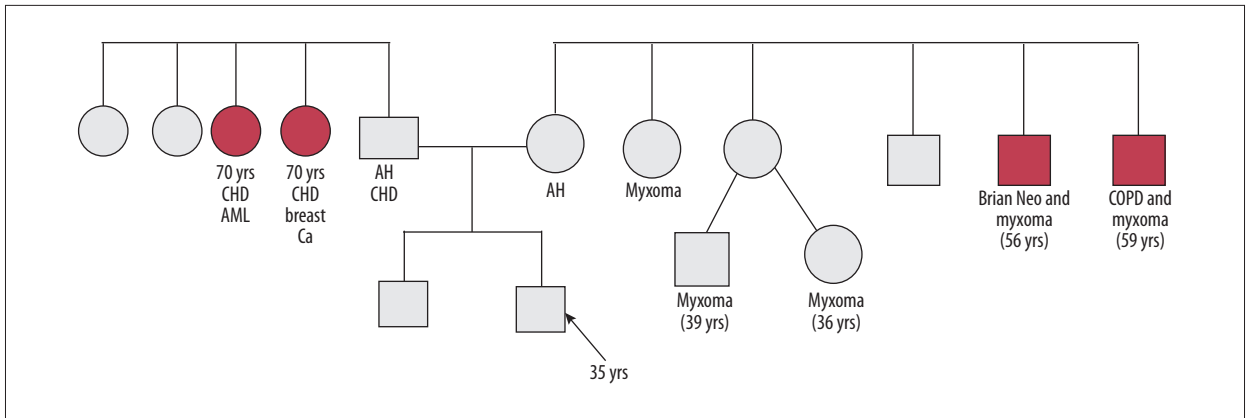 70 yrs
CHD
AML
70 yrs
CHD
breast
Ca
AH
CHD
AH
Myxoma
Brian Neo and
myxoma
(56 yrs)
COPD and
myxoma
(59 yrs)
Myxoma
(39 yrs)
Myxoma
(36 yrs)
35 yrs